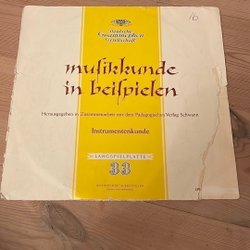 Deutsche
Grammophon
Gesellschaft
musikkunde
in beispielen
Herausgegeben in Zusammenarbeit mit dem Pädagogischen Verlag Schwann
Instrumentenkunde
LANGSPIELPLATTE
33